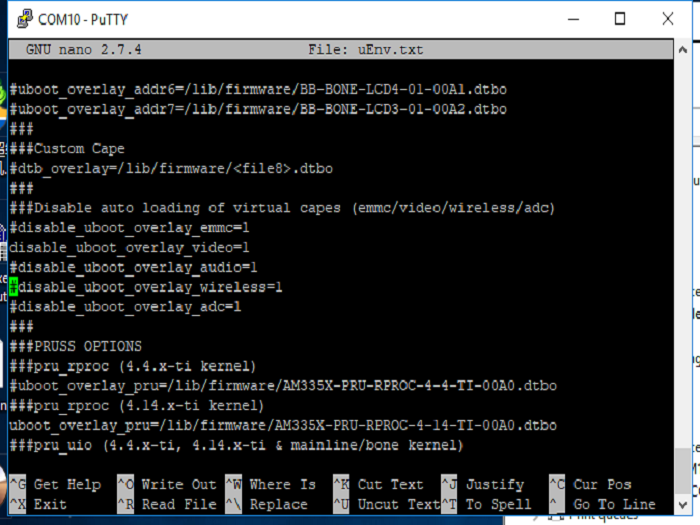 COM10 - PuTTY
GNU nano 2.7.4 File: uEnv.txt
#uboot_overlay_addr6=/lib/firmware/BB-BONE-LCD4-01-00A1.dtbo
#uboot_overlay_addr7=/lib/firmware/BB-BONE-LCD3-01-00A2.dtbo
###
###Custom Cape
#dtb_overlay=/lib/firmware/<file8>.dtbo
###
###Disable auto loading of virtual capes (emmc/video/wireless/adc)
#disable_uboot_overlay_emmc=1
disable_uboot_overlay_video=1
#disable_uboot_overlay_audio=1
#disable_uboot_overlay_wireless=1
#disable_uboot_overlay_adc=1
###
###PRUSS OPTIONS
###pru_rproc (4.4.x-ti kernel)
#uboot_overlay_pru=/lib/firmware/AM335X-PRU-RPROC-4-4-TI-00A0.dtbo
###pru_rproc (4.14.x-ti kernel)
uboot_overlay_pru=/lib/firmware/AM335X-PRU-RPROC-4-14-TI-00A0.dtbo
###pru_uio (4.4.x-ti, 4.14.x-ti & mainline/bone kernel)
^G Get Help ^O Write Out ^W Where Is ^K Cut Text ^J Justify ^C Cur Pos
^X Exit ^R Read File ^\ Replace ^U Uncut Text ^T To Spell ^_ Go To Line
Print queues